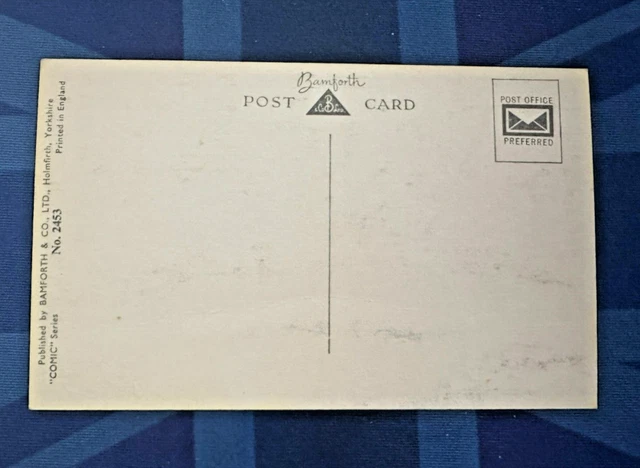 Bamforth
POST CARD
B
POST OFFICE
PREFERRED
Published by BAMFORTH & CO., LTD., Holmfirth, Yorkshire
"COMIC" Series No. 2453 Printed in England